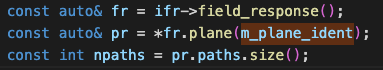 const auto& fr = ifr->field_response();
const auto& pr = *fr.plane(m_plane_ident);
const int npaths = pr.paths.size();